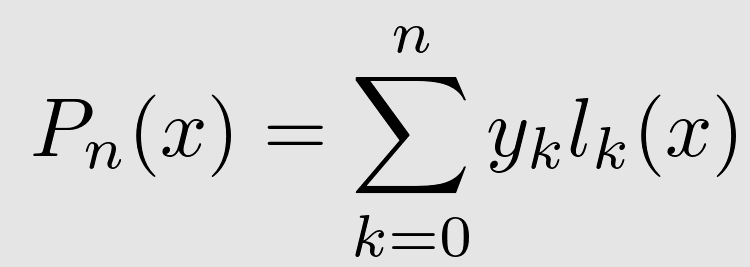 $P_n(x) = \sum_{k=0}^{n} y_k l_k(x)$